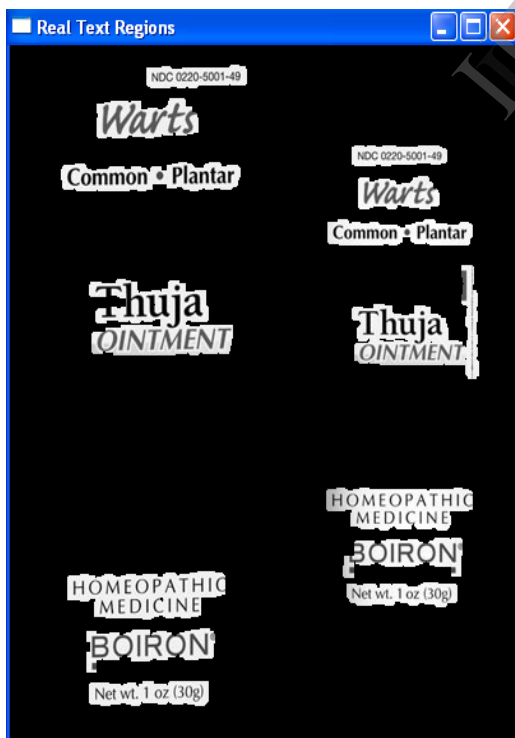 Real Text Regions
NDC 0220-5001-49
Warts
Common • Plantar
Thuja
OINTMENT
HOMEOPATHIC
MEDICINE
BOIRON®
Net wt. 1 oz (30g)
NDC 0220-5001-49
Warts
Common • Plantar
Thuja
OINTMENT
HOMEOPATHIC
MEDICINE
BOIRON®
Net wt. 1 oz (30g)